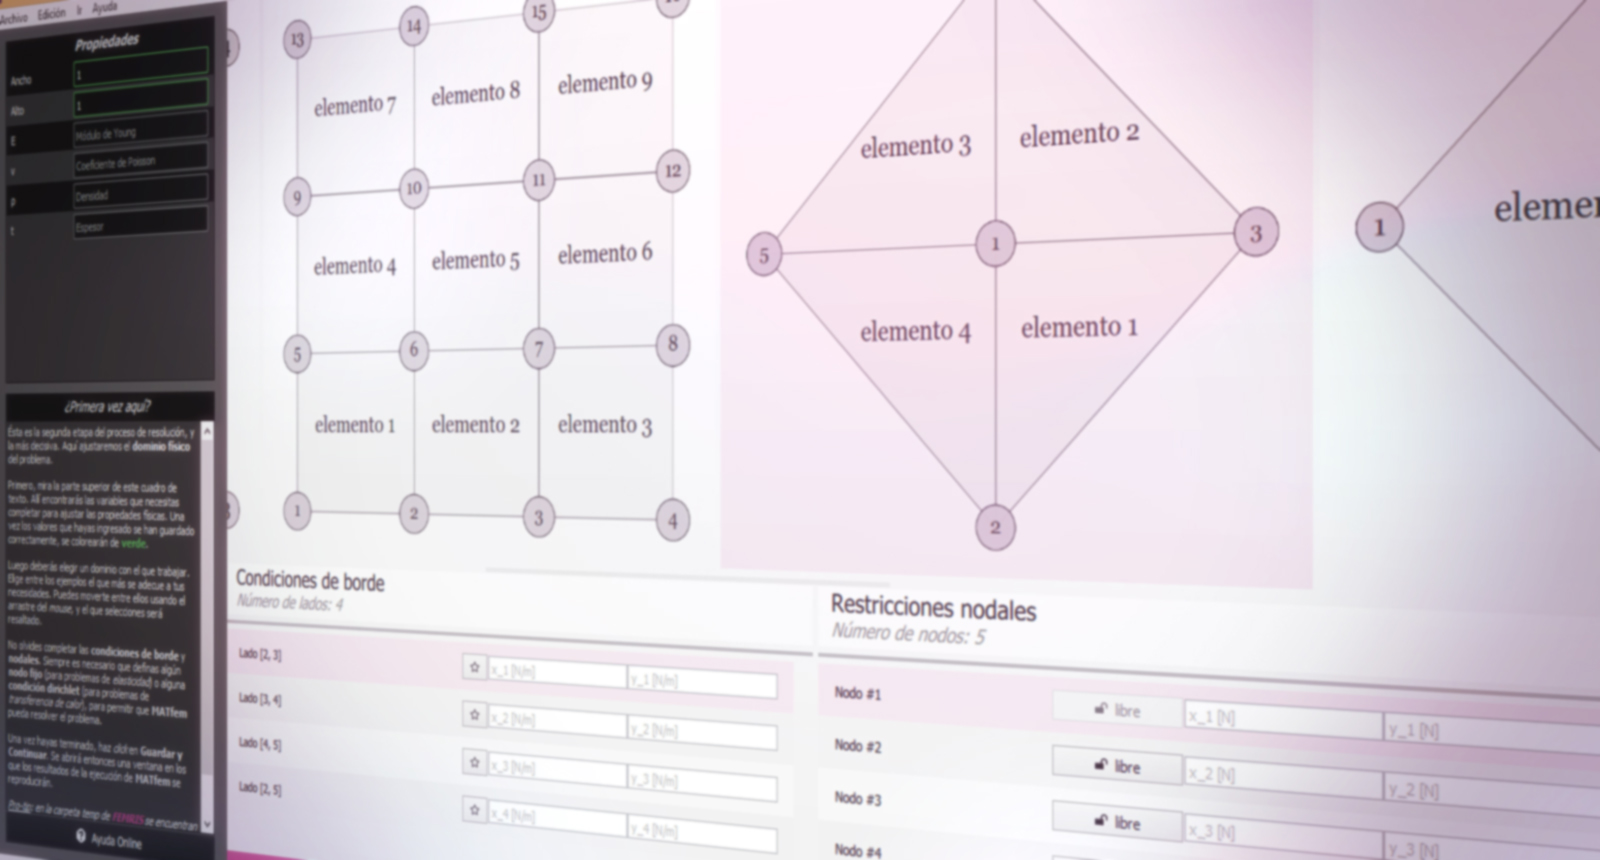 Archivo Edición Ir Ayuda
Propiedades
Ancho 1
Alto 1
E Módulo de Young
v Coeficiente de Poisson
p Densidad
t Espesor
¿Primera vez aquí?
Ésta es la segunda etapa del proceso de resolución, y
la más decisiva. Aquí ajustaremos el dominio físico
del problema.
Primero, mira la parte superior de este cuadro de
texto. Allí encontrarás las variables que necesitas
completar para ajustar las propiedades físicas. Una
vez los valores que hayas ingresado se han guardado
correctamente, se colorearán de verde.
Luego deberás elegir un dominio con el que trabajar.
Elige entre los ejemplos el que más se adecue a tus
necesidades. Puedes moverte entre ellos usando el
arrastre del mouse, y el que selecciones será
resaltado.
No olvides completar las condiciones de borde y
nodales. Siempre es necesario que definas algún
nodo fijo (para problemas de elasticidad) o alguna
condición dirichlet (para problemas de
transferencia de calor), para permitir que MATfem
pueda resolver el problema.
Una vez hayas terminado, haz click en Guardar y
Continuar. Se abrirá entonces una ventana en los
que los resultados de la ejecución de MATfem se
reproducirán.
Pro-tip: en la carpeta temp de FEMRIS se encuentran
Ayuda Online
13 14 15
elemento 7 elemento 8 elemento 9
9 10 11 12
elemento 4 elemento 5 elemento 6
5 6 7 8
elemento 1 elemento 2 elemento 3
1 2 3 4
elemento 3 elemento 2
5 1 3
elemento 4 elemento 1
2
1
Condiciones de borde
Número de lados: 4
Lado [2, 3] x_1 [N/m] y_1 [N/m]
Lado [3, 4] x_2 [N/m] y_2 [N/m]
Lado [4, 5] x_3 [N/m] y_3 [N/m]
Lado [2, 5] x_4 [N/m] y_4 [N/m]
Restricciones nodales
Número de nodos: 5
Nodo #1 libre x_1 [N] y_1 [N]
Nodo #2 libre x_2 [N] y_2 [N]
Nodo #3 libre x_3 [N] y_3 [N]
Nodo #4